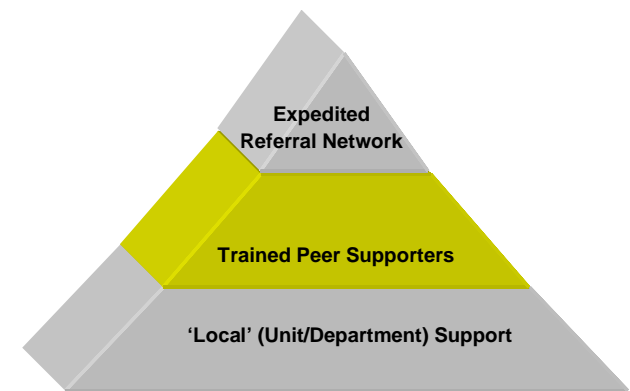 Expedited
Referral Network
Trained Peer Supporters
‘Local’ (Unit/Department) Support